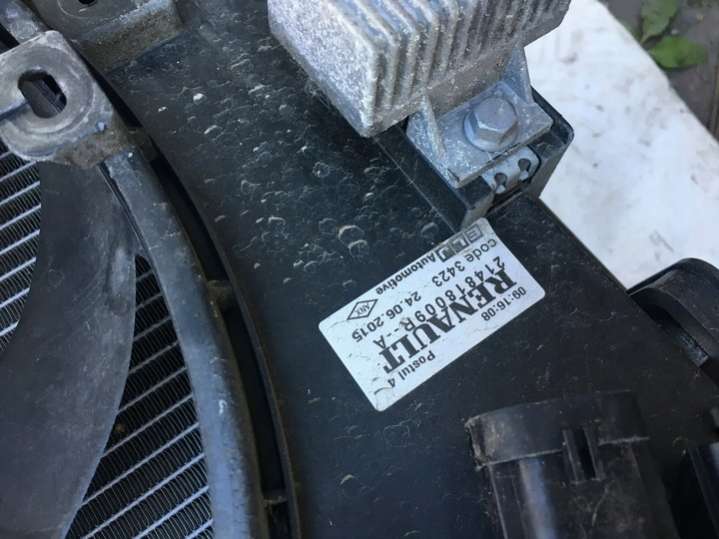 09:16:08 Postul 4
RENAULT
214818009R--A
Code 3423 24.06.2015
Automotive